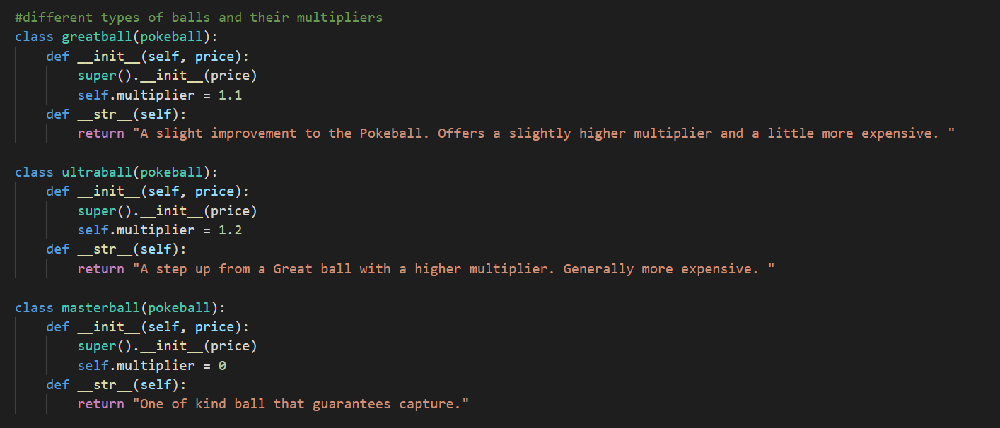 #different types of balls and their multipliers
class greatball(pokeball):
    def __init__(self, price):
        super().__init__(price)
        self.multiplier = 1.1
    def __str__(self):
        return "A slight improvement to the Pokeball. Offers a slightly higher multiplier and a little more expensive. "

class ultraball(pokeball):
    def __init__(self, price):
        super().__init__(price)
        self.multiplier = 1.2
    def __str__(self):
        return "A step up from a Great ball with a higher multiplier. Generally more expensive. "

class masterball(pokeball):
    def __init__(self, price):
        super().__init__(price)
        self.multiplier = 0
    def __str__(self):
        return "One of kind ball that guarantees capture."